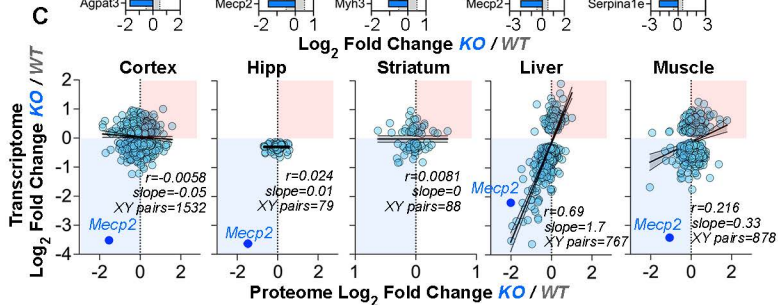 Agpat3
-2 0 2
Mecp2
-2 0 2
Myh3
-3 0 3
Mecp2
-2 0 2
Serpina1e
-3 0 3
C
Log2 Fold Change KO / WT
Cortex Hipp Striatum Liver Muscle
Transcriptome
Log2 Fold Change KO / WT
2
1
0
-1
-2
-3
-4
r=-0.0058
slope=-0.05
XY pairs=1532
Mecp2
r=0.024
slope=0.01
XY pairs=79
Mecp2
r=0.0081
slope=0
XY pairs=88
Mecp2
r=0.69
slope=1.7
XY pairs=767
r=0.216
slope=0.33
XY pairs=878
Mecp2
-2 0 2
-2 0 2
1 0 1
-2 0 2
-2 0 2
Proteome Log2 Fold Change KO / WT